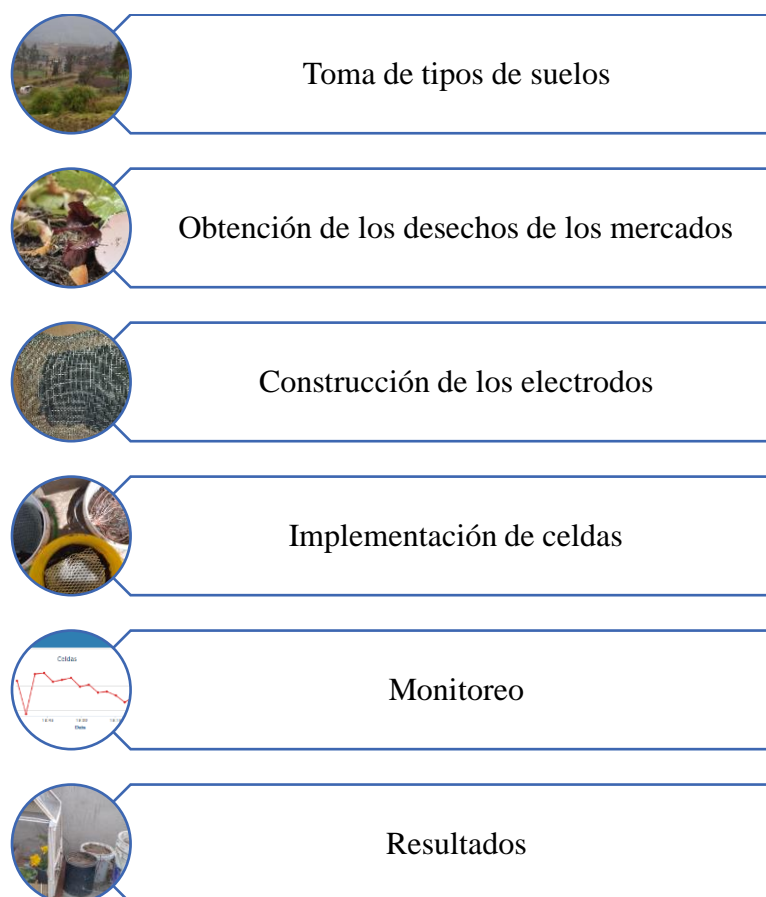 Toma de tipos de suelos
Obtención de los desechos de los mercados
Construcción de los electrodos
Implementación de celdas
Celdas
Monitoreo
Resultados